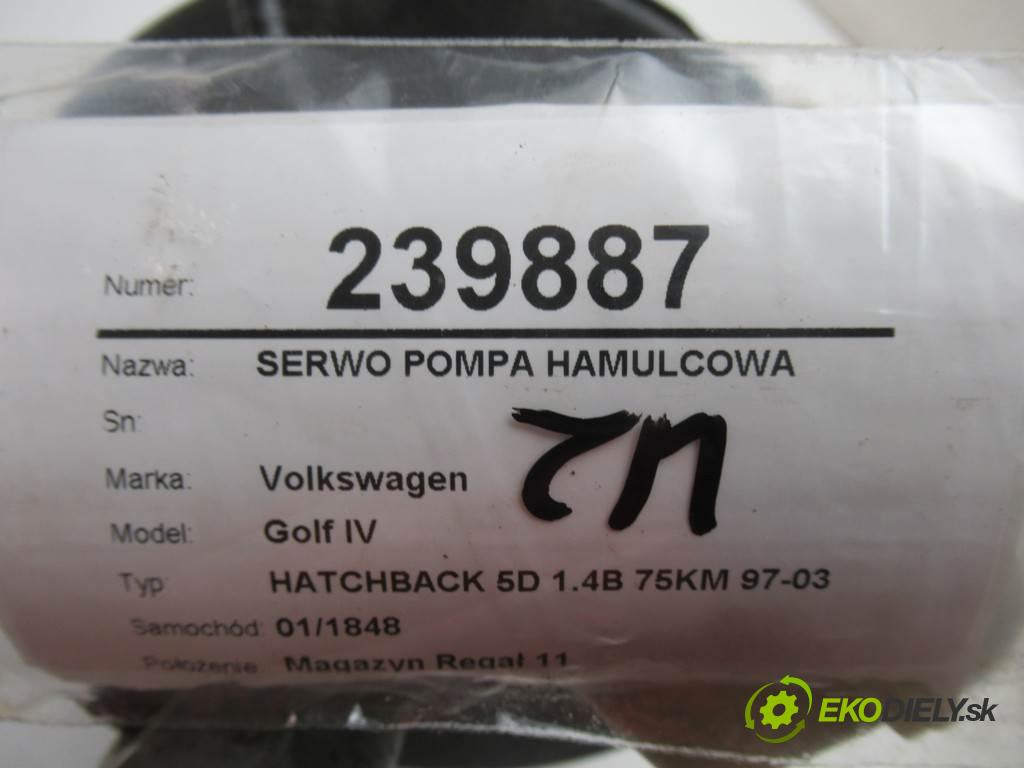 Numer: 239887
Nazwa: SERWO POMPA HAMULCOWA
Sn:
Marka: Volkswagen
Model: Golf IV
Typ: HATCHBACK 5D 1.4B 75KM 97-03
Samochód: 01/1848
Położenie: Magazyn Regał 11
EKODIELY.sk